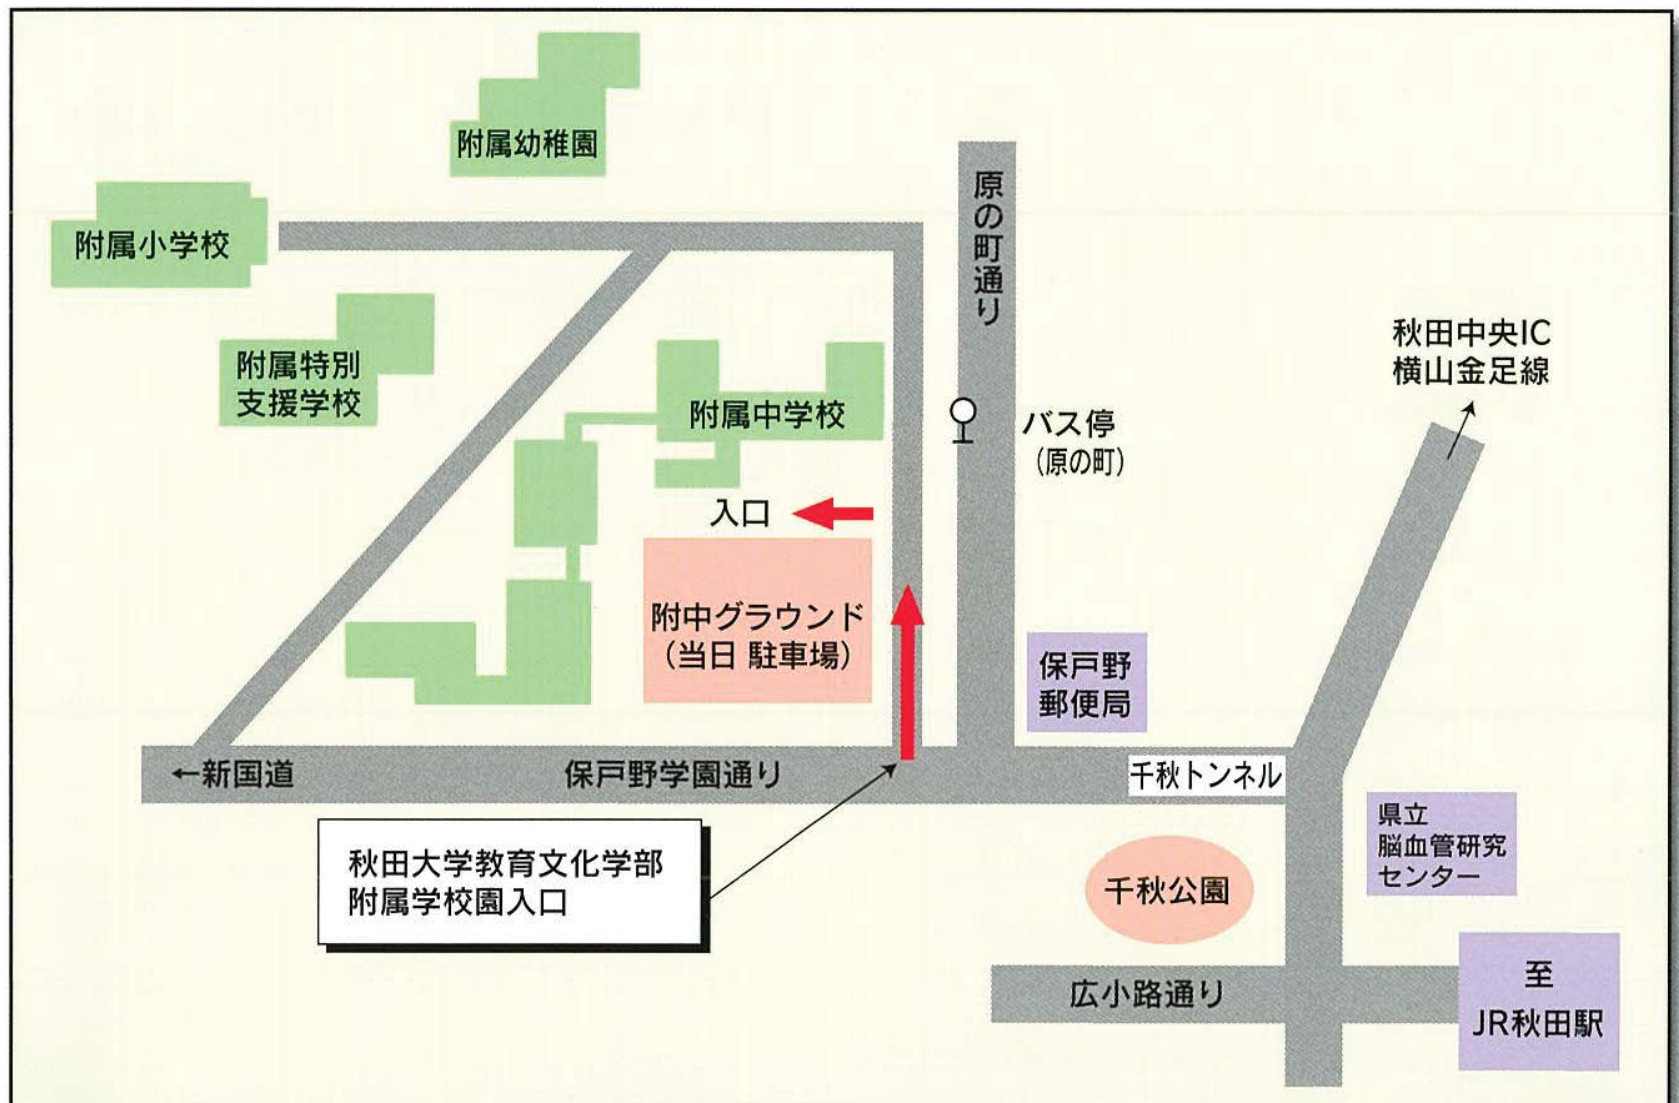 附属幼稚園
附属小学校
原の町通り
附属特別
支援学校
秋田中央IC
横山金足線
附属中学校
バス停
（原の町）
入口
附中グラウンド
（当日 駐車場）
保戸野
郵便局
←新国道
保戸野学園通り
千秋トンネル
県立
脳血管研究
センター
秋田大学教育文化学部
附属学校園入口
千秋公園
広小路通り
至
JR秋田駅